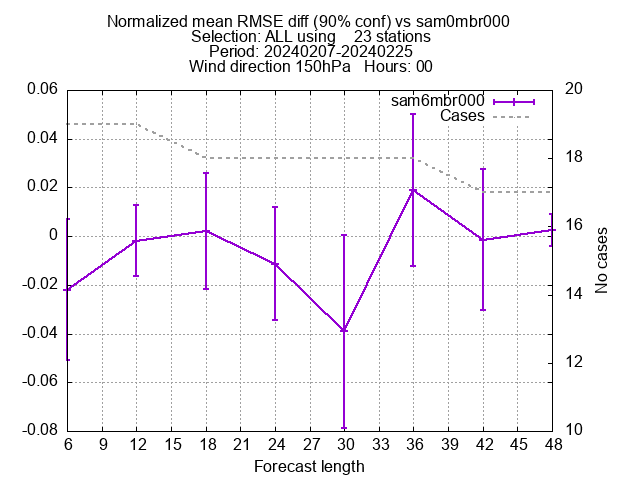 Normalized mean RMSE diff (90% conf) vs sam0mbr000
Selection: ALL using    23 stations
Period: 20240207-20240225
Wind direction 150hPa   Hours: 00
sam6mbr000
Cases
0.06
0.04
0.02
0
-0.02
-0.04
-0.06
-0.08
20
18
16
14
12
10
No cases
6 9 12 15 18 21 24 27 30 33 36 39 42 45 48
Forecast length